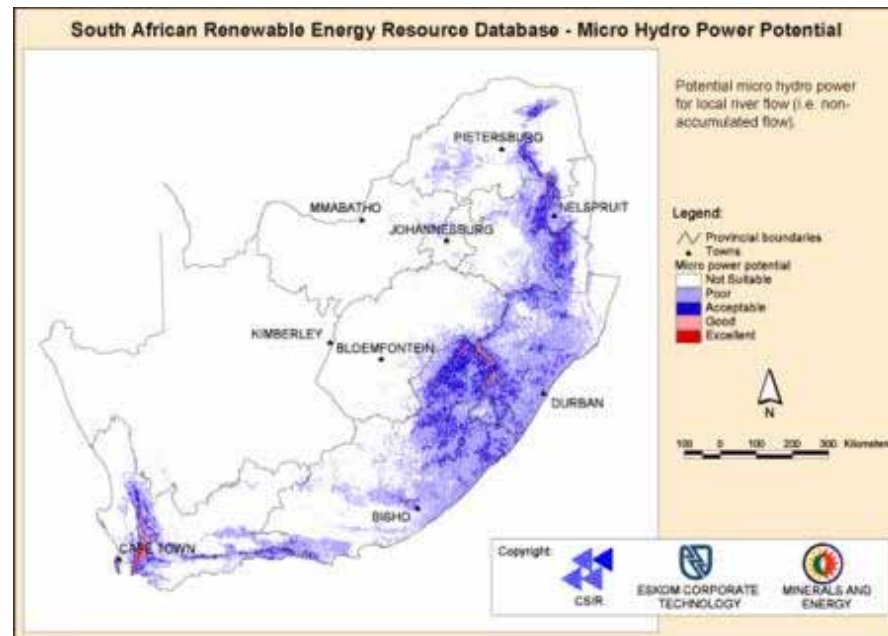 South African Renewable Energy Resource Database - Micro Hydro Power Potential
Potential micro hydro power
for local river flow (i.e. non-
accumulated flow).
PIETERSBURG
MMABATHO
NELSPRUIT
JOHANNESBURG
KIMBERLEY
BLOEMFONTEIN
DURBAN
BISHO
CAPE TOWN
Legend:
Provincial boundaries
Towns
Micro power potential
Not Suitable
Poor
Acceptable
Good
Excellent
N
100 0 100 200 300 Kilometers
Copyright:
CSIR
ESKOM CORPORATE
TECHNOLOGY
MINERALS AND
ENERGY